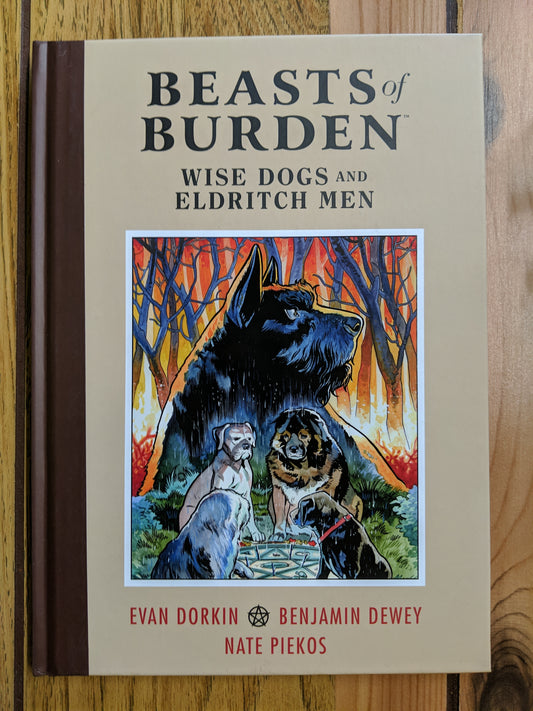 BEASTS of
BURDEN™
WISE DOGS AND
ELDRITCH MEN
EVAN DORKIN BENJAMIN DEWEY
NATE PIEKOS